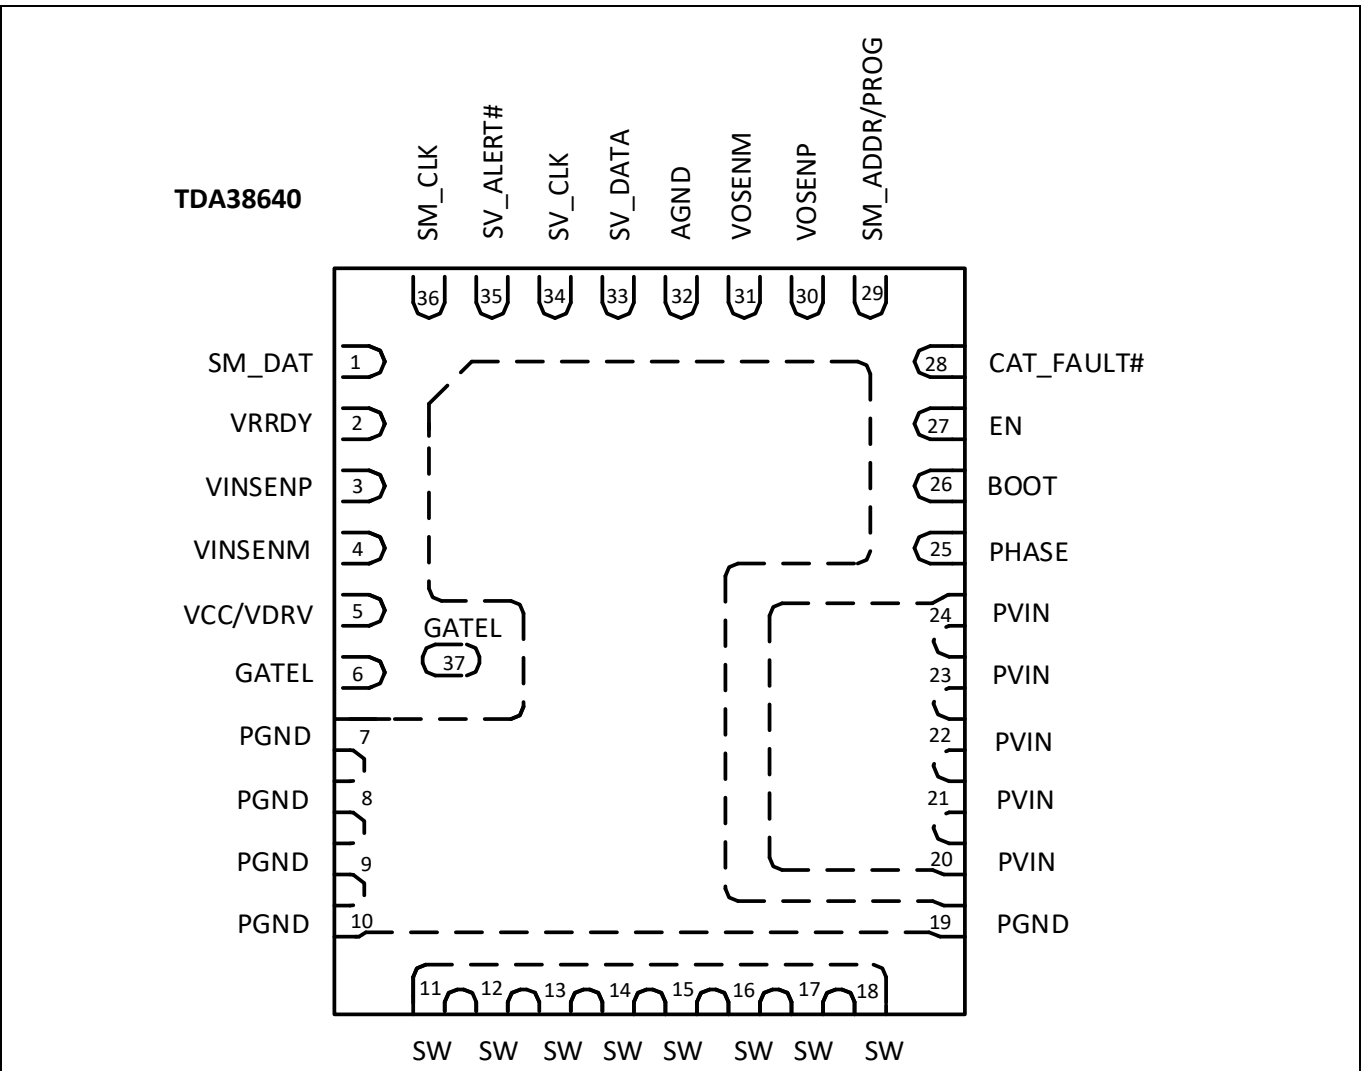 TDA38640
SM_CLK
SV_ALERT#
SV_CLK
SV_DATA
AGND
VOSENM
VOSENP
SM_ADDR/PROG
36 35 34 33 32 31 30 29
SM_DAT 1 28 CAT_FAULT#
VRRDY 2 27 EN
VINSENP 3 26 BOOT
VINSENM 4 25 PHASE
VCC/VDRV 5 24 PVIN
GATEL
37
GATEL 6 23 PVIN
PGND 7 22 PVIN
PGND 8 21 PVIN
PGND 9 20 PVIN
PGND 10 19 PGND
11 12 13 14 15 16 17 18
SW SW SW SW SW SW SW SW